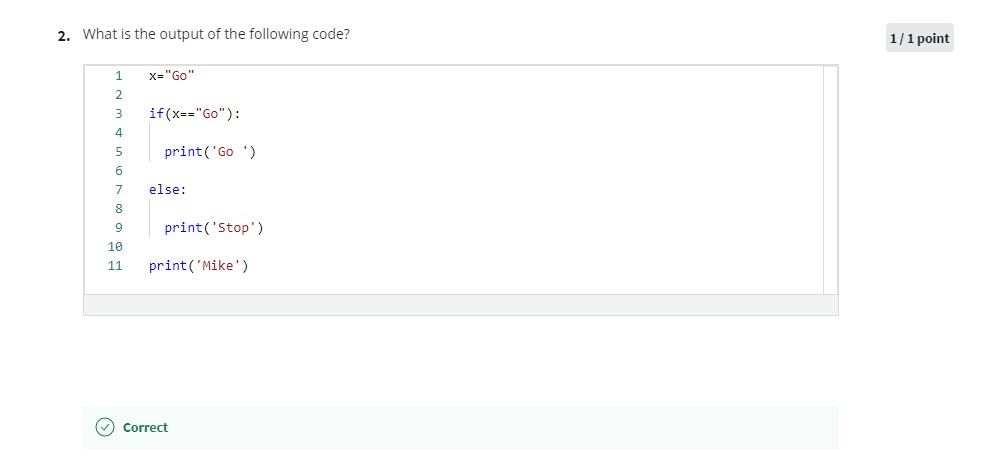 2. What is the output of the following code?
1/1 point
1 x="Go"
2
3 if(x=="Go"):
4
5 print('Go ')
6
7 else:
8
9 print('Stop')
10
11 print('Mike')
Correct